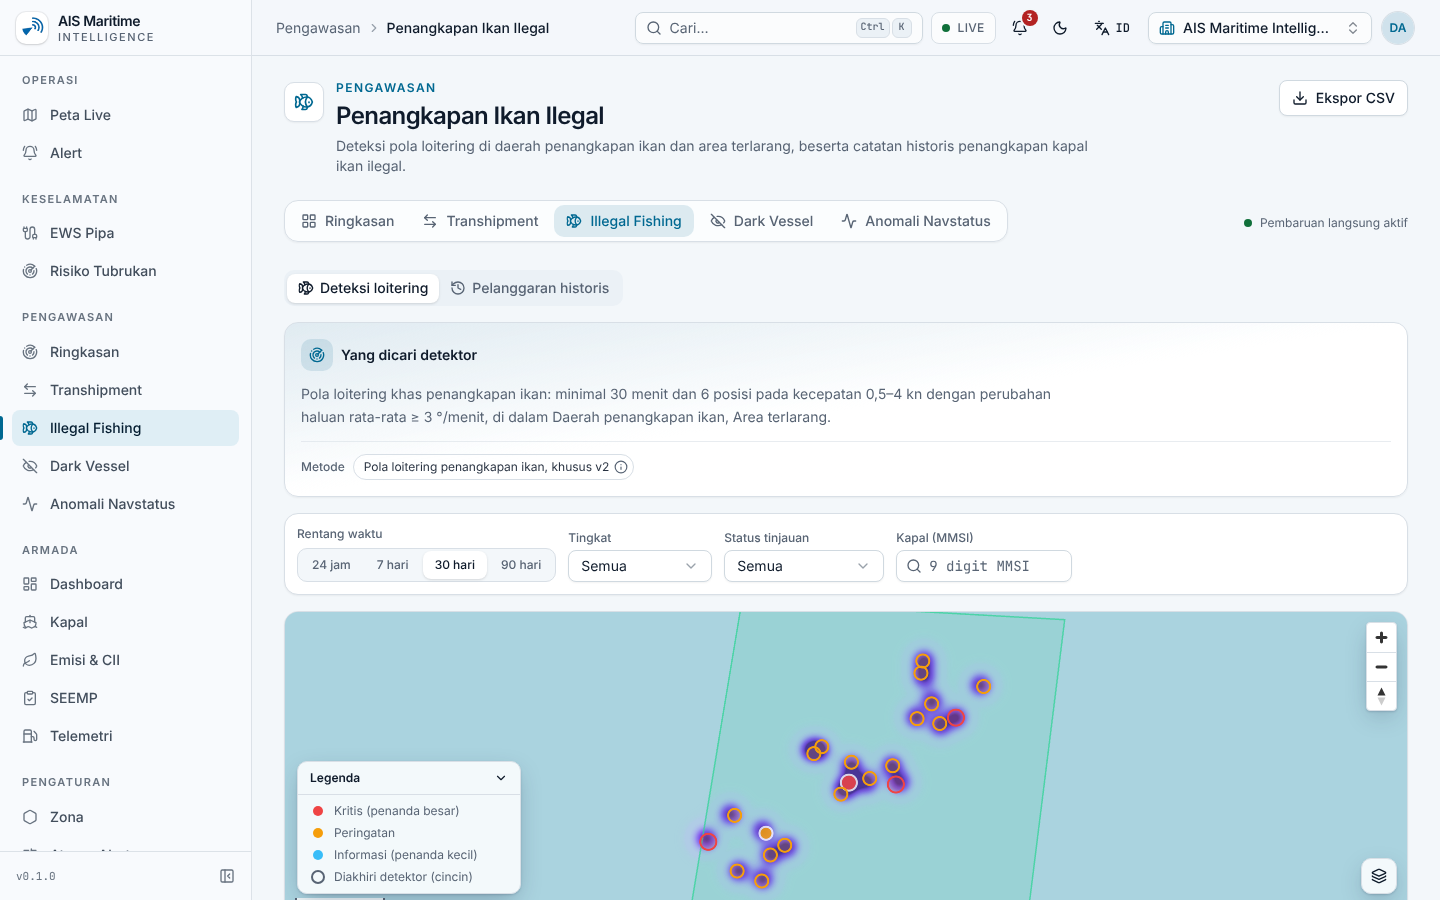 AIS Maritime
INTELLIGENCE
Pengawasan > Penangkapan Ikan Ilegal
Cari...
Ctrl K
LIVE
3
ID
AIS Maritime Intellig...
DA
OPERASI
Peta Live
Alert
KESELAMATAN
EWS Pipa
Risiko Tubrukan
PENGAWASAN
Ringkasan
Transhipment
Illegal Fishing
Dark Vessel
Anomali Navstatus
ARMADA
Dashboard
Kapal
Emisi & CII
SEEMP
Telemetri
PENGATURAN
Zona
v0.1.0
PENGAWASAN
Penangkapan Ikan Ilegal
Deteksi pola loitering di daerah penangkapan ikan dan area terlarang, beserta catatan historis penangkapan kapal
ikan ilegal.
Ekspor CSV
Ringkasan
Transhipment
Illegal Fishing
Dark Vessel
Anomali Navstatus
Pembaruan langsung aktif
Deteksi loitering
Pelanggaran historis
Yang dicari detektor
Pola loitering khas penangkapan ikan: minimal 30 menit dan 6 posisi pada kecepatan 0,5–4 kn dengan perubahan
haluan rata-rata ≥ 3 °/menit, di dalam Daerah penangkapan ikan, Area terlarang.
Metode
Pola loitering penangkapan ikan, khusus v2
Rentang waktu
24 jam
7 hari
30 hari
90 hari
Tingkat
Semua
Status tinjauan
Semua
Kapal (MMSI)
9 digit MMSI
Legenda
Kritis (penanda besar)
Peringatan
Informasi (penanda kecil)
Diakhiri detektor (cincin)